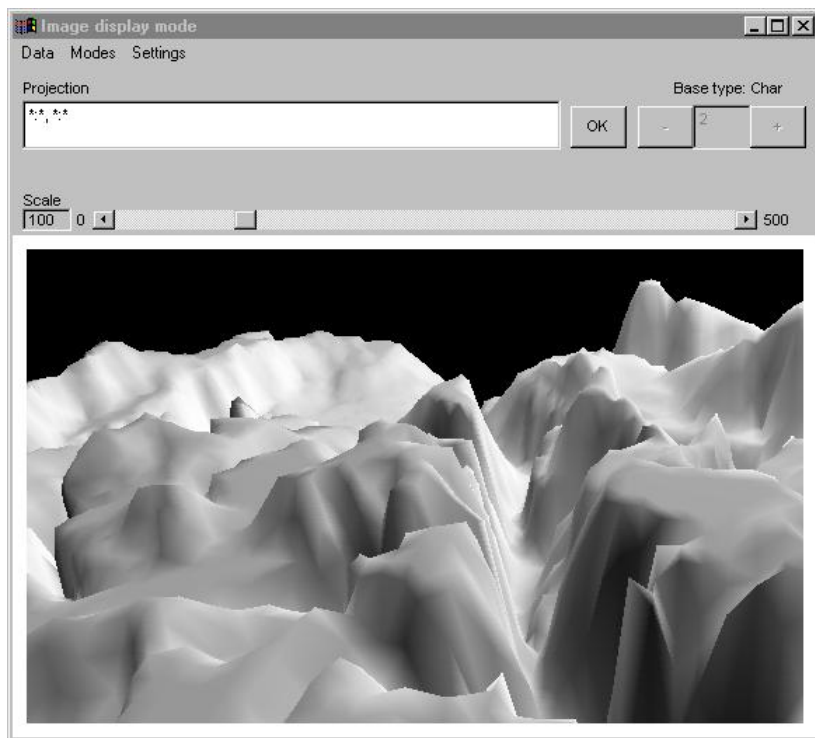 Image display mode
Data Modes Settings
Projection
Base type: Char
*:*, *:*
OK
-
2
+
Scale
100 0
500